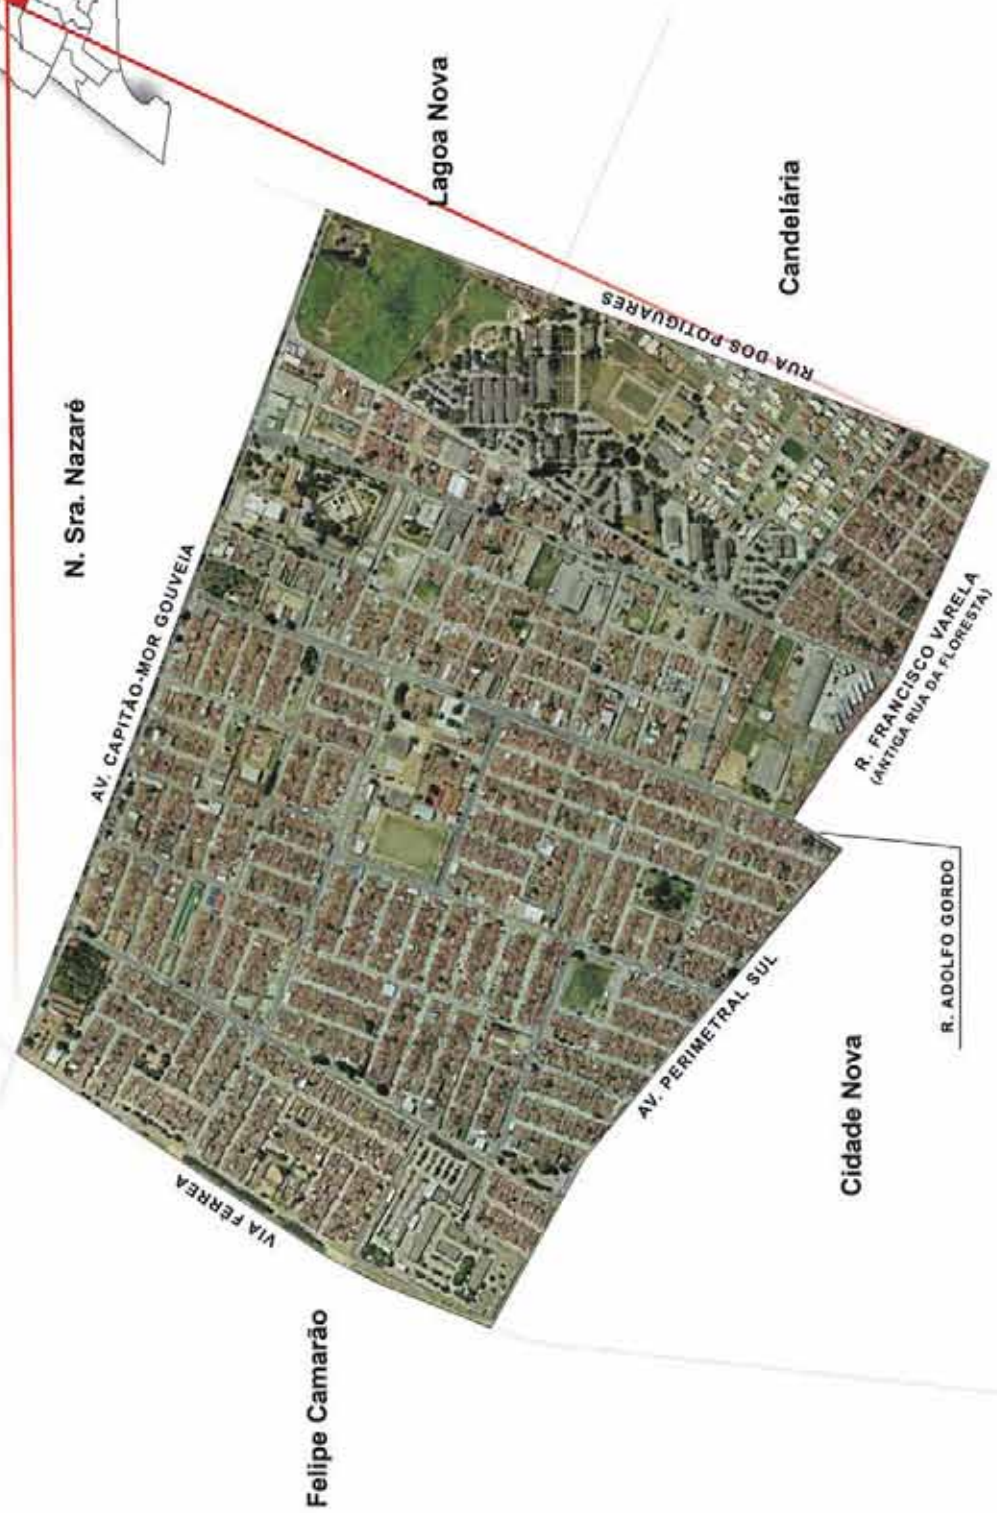 Lagoa Nova
Candelária
RUA DOS POTIGUARES
N. Sra. Nazaré
AV. CAPITÃO-MOR GOUVEIA
R. FRANCISCO VARELA
(ANTIGA RUA DA FLORESTA)
R. ADOLFO GORDO
AV. PERIMETRAL SUL
Cidade Nova
VIA FÉRREA
Felipe Camarão